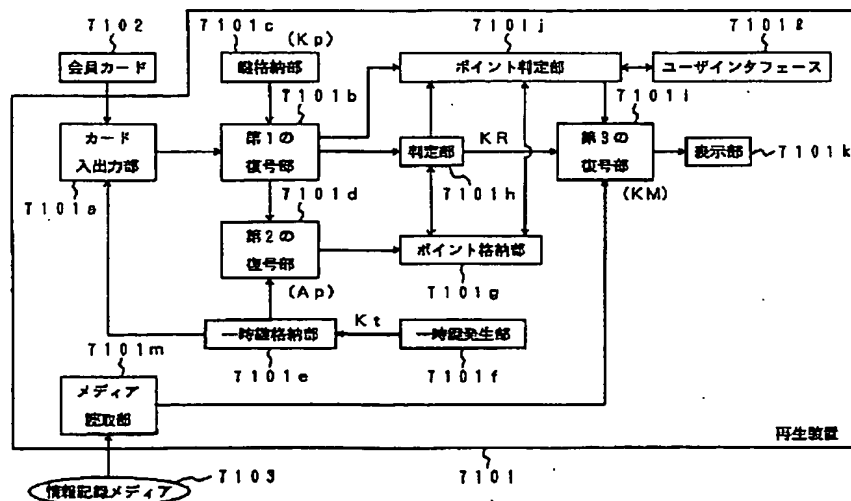 7102
7101c
(Kp)
7101j
7101ℓ
会員カード
鍵格納部
ポイント判定部
ユーザインタフェース
7101b
7101i
カード
入出力部
第1の
復号部
判定部
KR
第3の
復号部
表示部
7101k
7101a
7101d
7101h
(KM)
第2の
復号部
ポイント格納部
(Ap)
7101g
Kt
一時鍵格納部
一時鍵発生部
7101m
7101e
7101f
メディア
読取部
再生装置
7103
7101
情報記録メディア